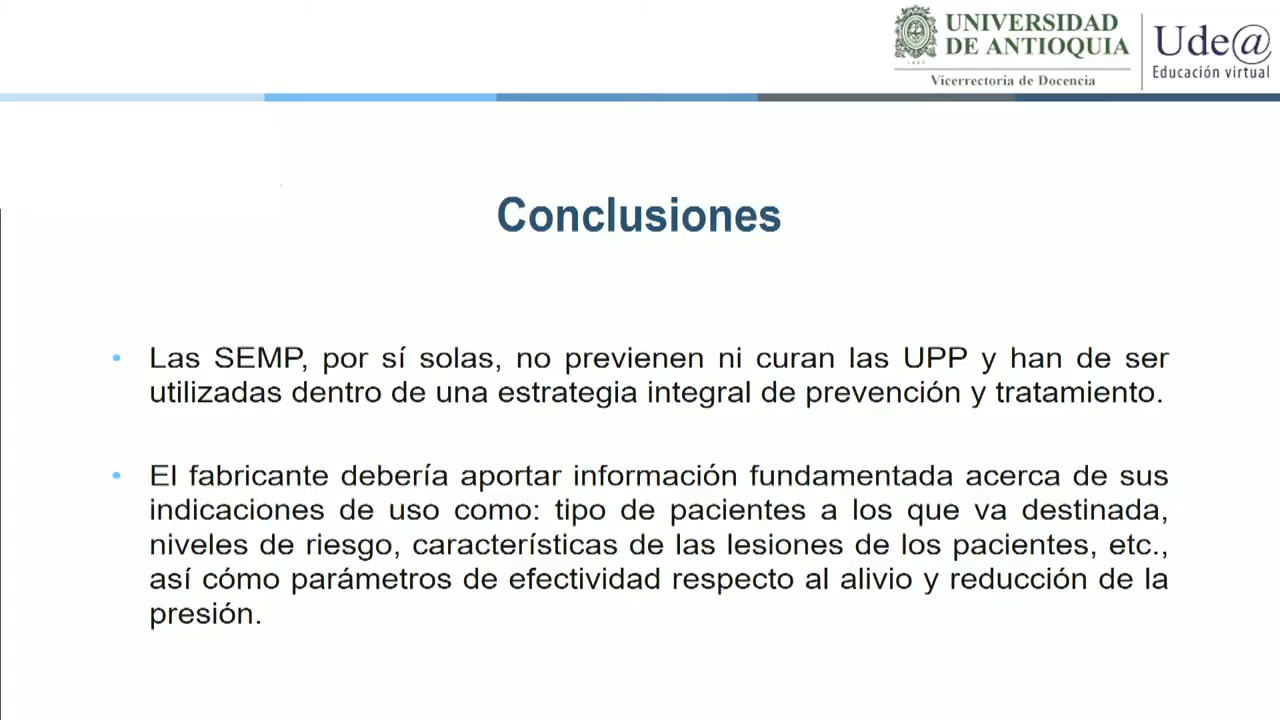 UNIVERSIDAD
DE ANTIOQUIA
Vicerrectoría de Docencia
Ude@
Educación virtual
Conclusiones
• Las SEMP, por sí solas, no previenen ni curan las UPP y han de ser
utilizadas dentro de una estrategia integral de prevención y tratamiento.
• El fabricante debería aportar información fundamentada acerca de sus
indicaciones de uso como: tipo de pacientes a los que va destinada,
niveles de riesgo, características de las lesiones de los pacientes, etc.,
así cómo parámetros de efectividad respecto al alivio y reducción de la
presión.